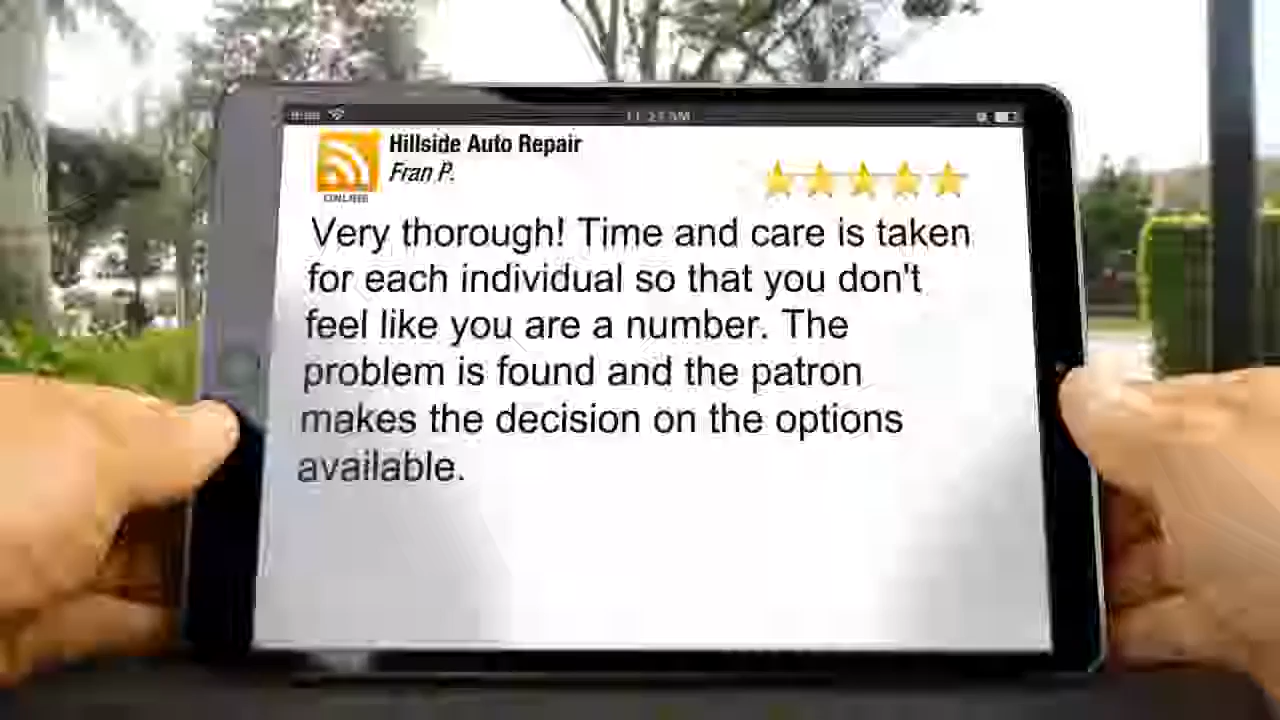 Hillside Auto Repair
Fran P.
Very thorough! Time and care is taken
for each individual so that you don't
feel like you are a number. The
problem is found and the patron
makes the decision on the options
available.